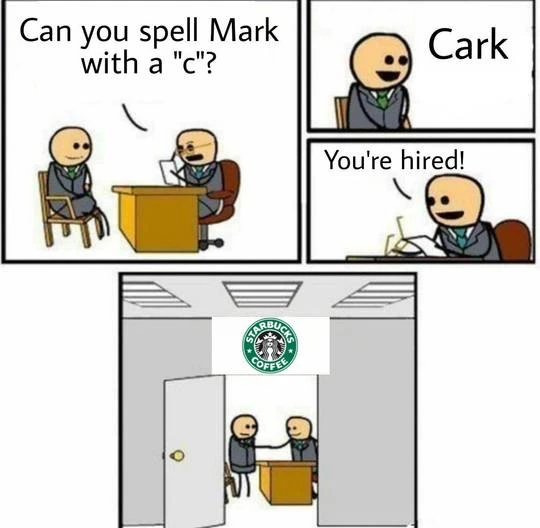 Can you spell Mark
with a "c"?
Cark
You're hired!
STARBUCKS
COFFEE